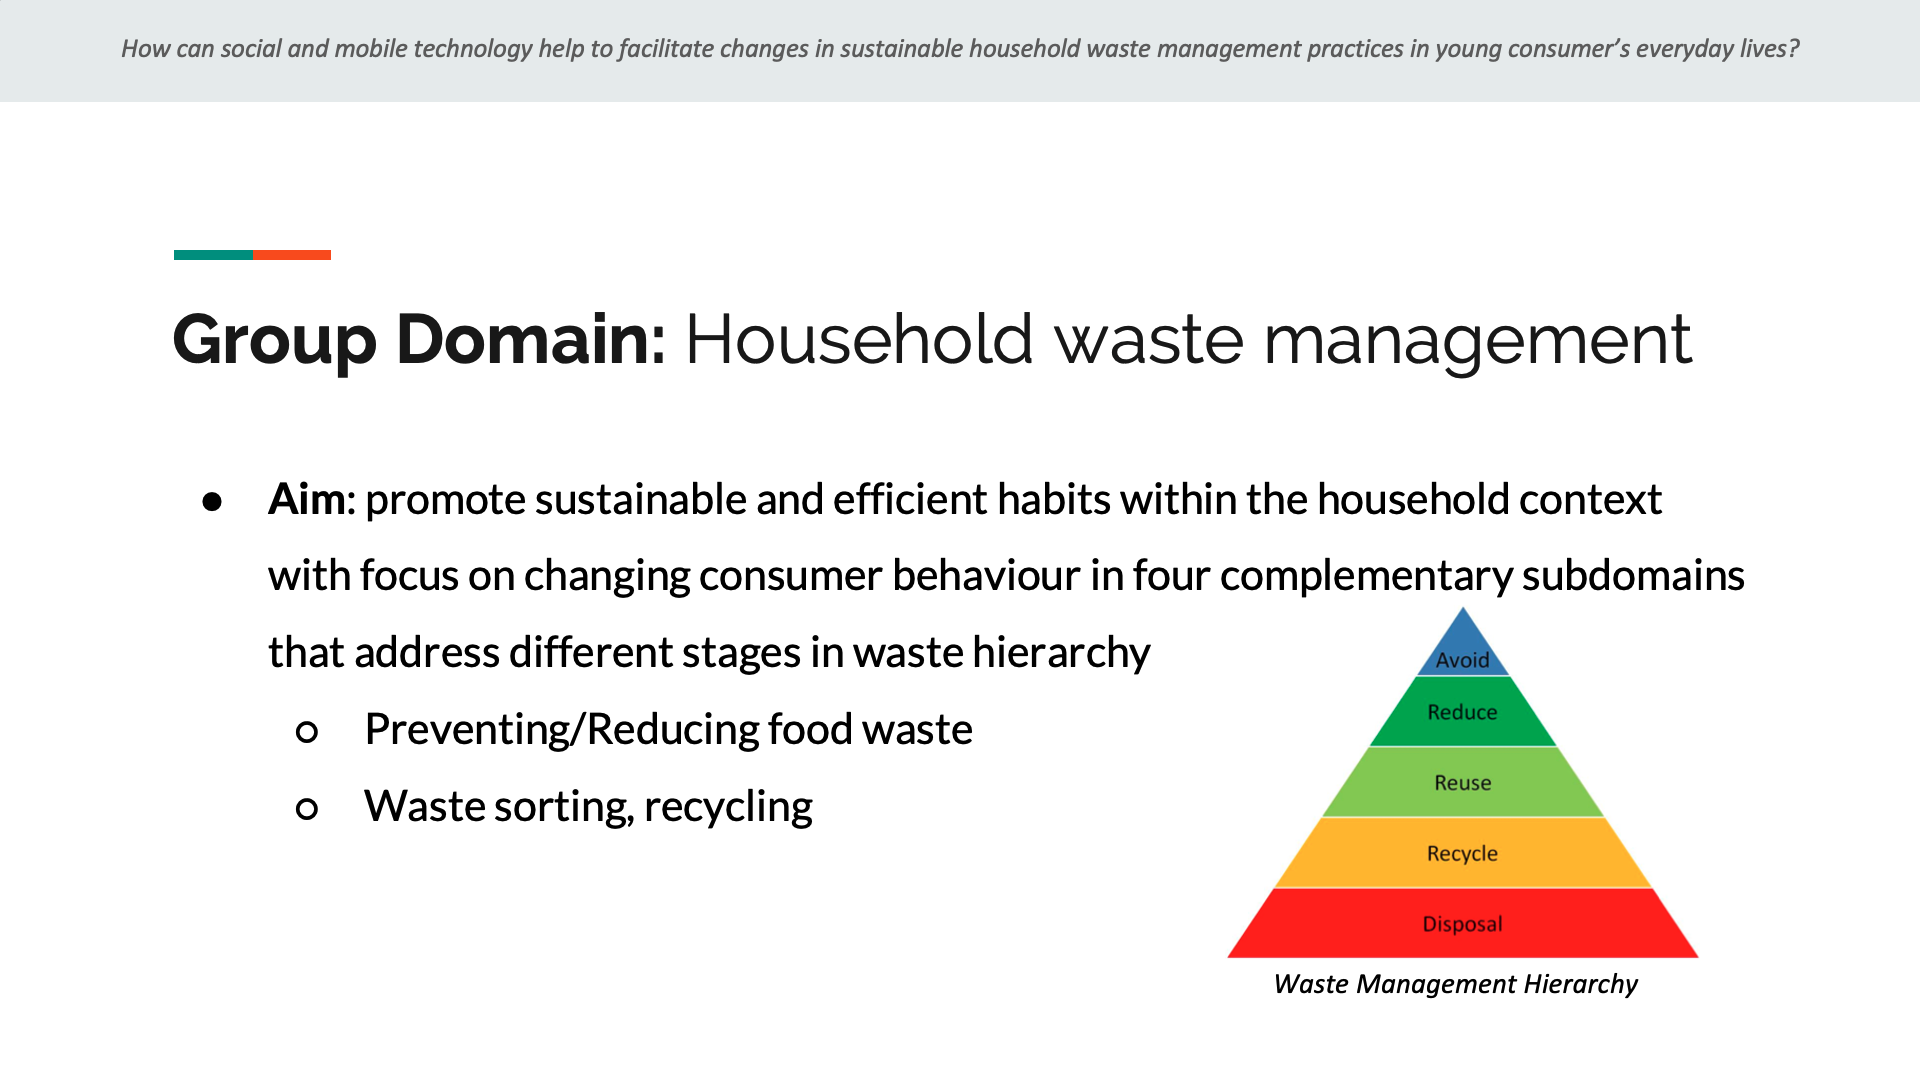 How can social and mobile technology help to facilitate changes in sustainable household waste management practices in young consumer’s everyday lives?
Group Domain: Household waste management
● Aim: promote sustainable and efficient habits within the household context
with focus on changing consumer behaviour in four complementary subdomains
that address different stages in waste hierarchy
○ Preventing/Reducing food waste
○ Waste sorting, recycling
Avoid
Reduce
Reuse
Recycle
Disposal
Waste Management Hierarchy